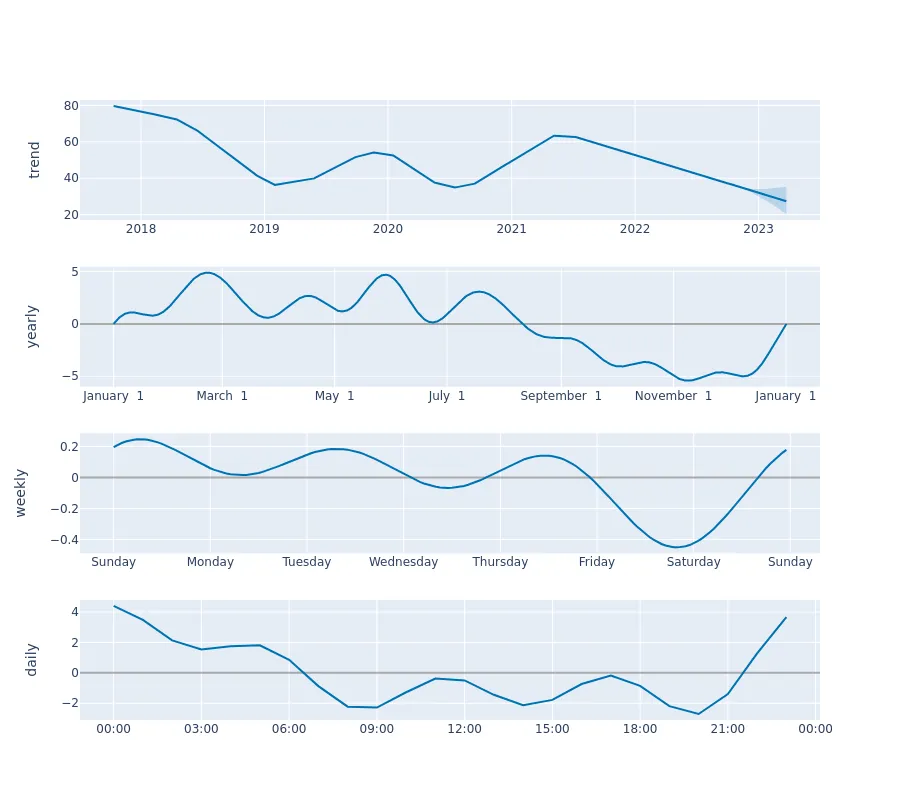 trend
80
60
40
20
2018 2019 2020 2021 2022 2023
yearly
5
0
−5
January 1 March 1 May 1 July 1 September 1 November 1 January 1
weekly
0.2
0
−0.2
−0.4
Sunday Monday Tuesday Wednesday Thursday Friday Saturday Sunday
daily
4
2
0
−2
00:00 03:00 06:00 09:00 12:00 15:00 18:00 21:00 00:00